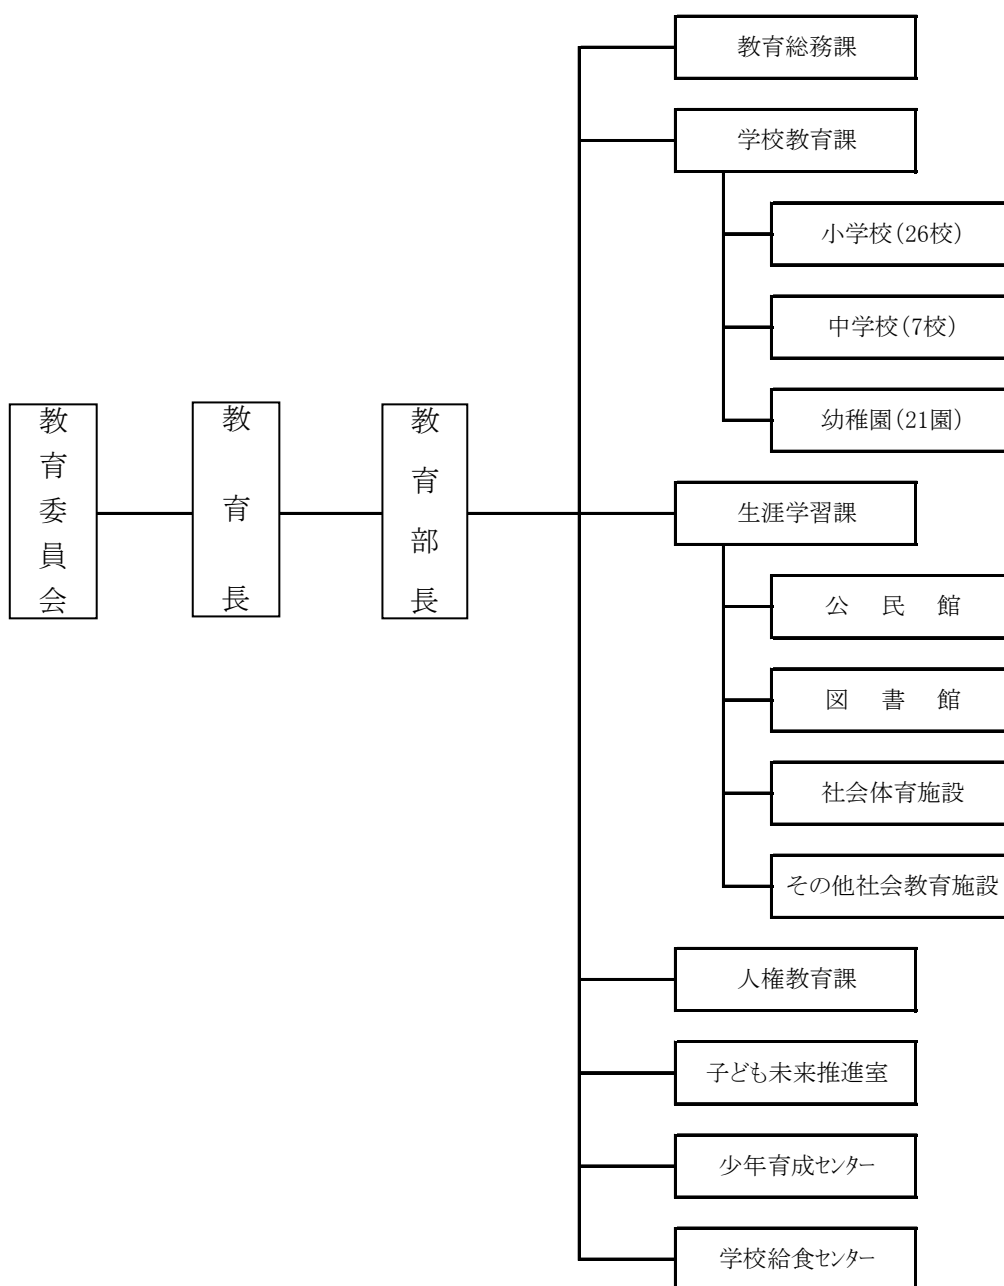 教育委員会
教育長
教育部長
教育総務課
学校教育課
小学校(26校)
中学校(7校)
幼稚園(21園)
生涯学習課
公民館
図書館
社会体育施設
その他社会教育施設
人権教育課
子ども未来推進室
少年育成センター
学校給食センター